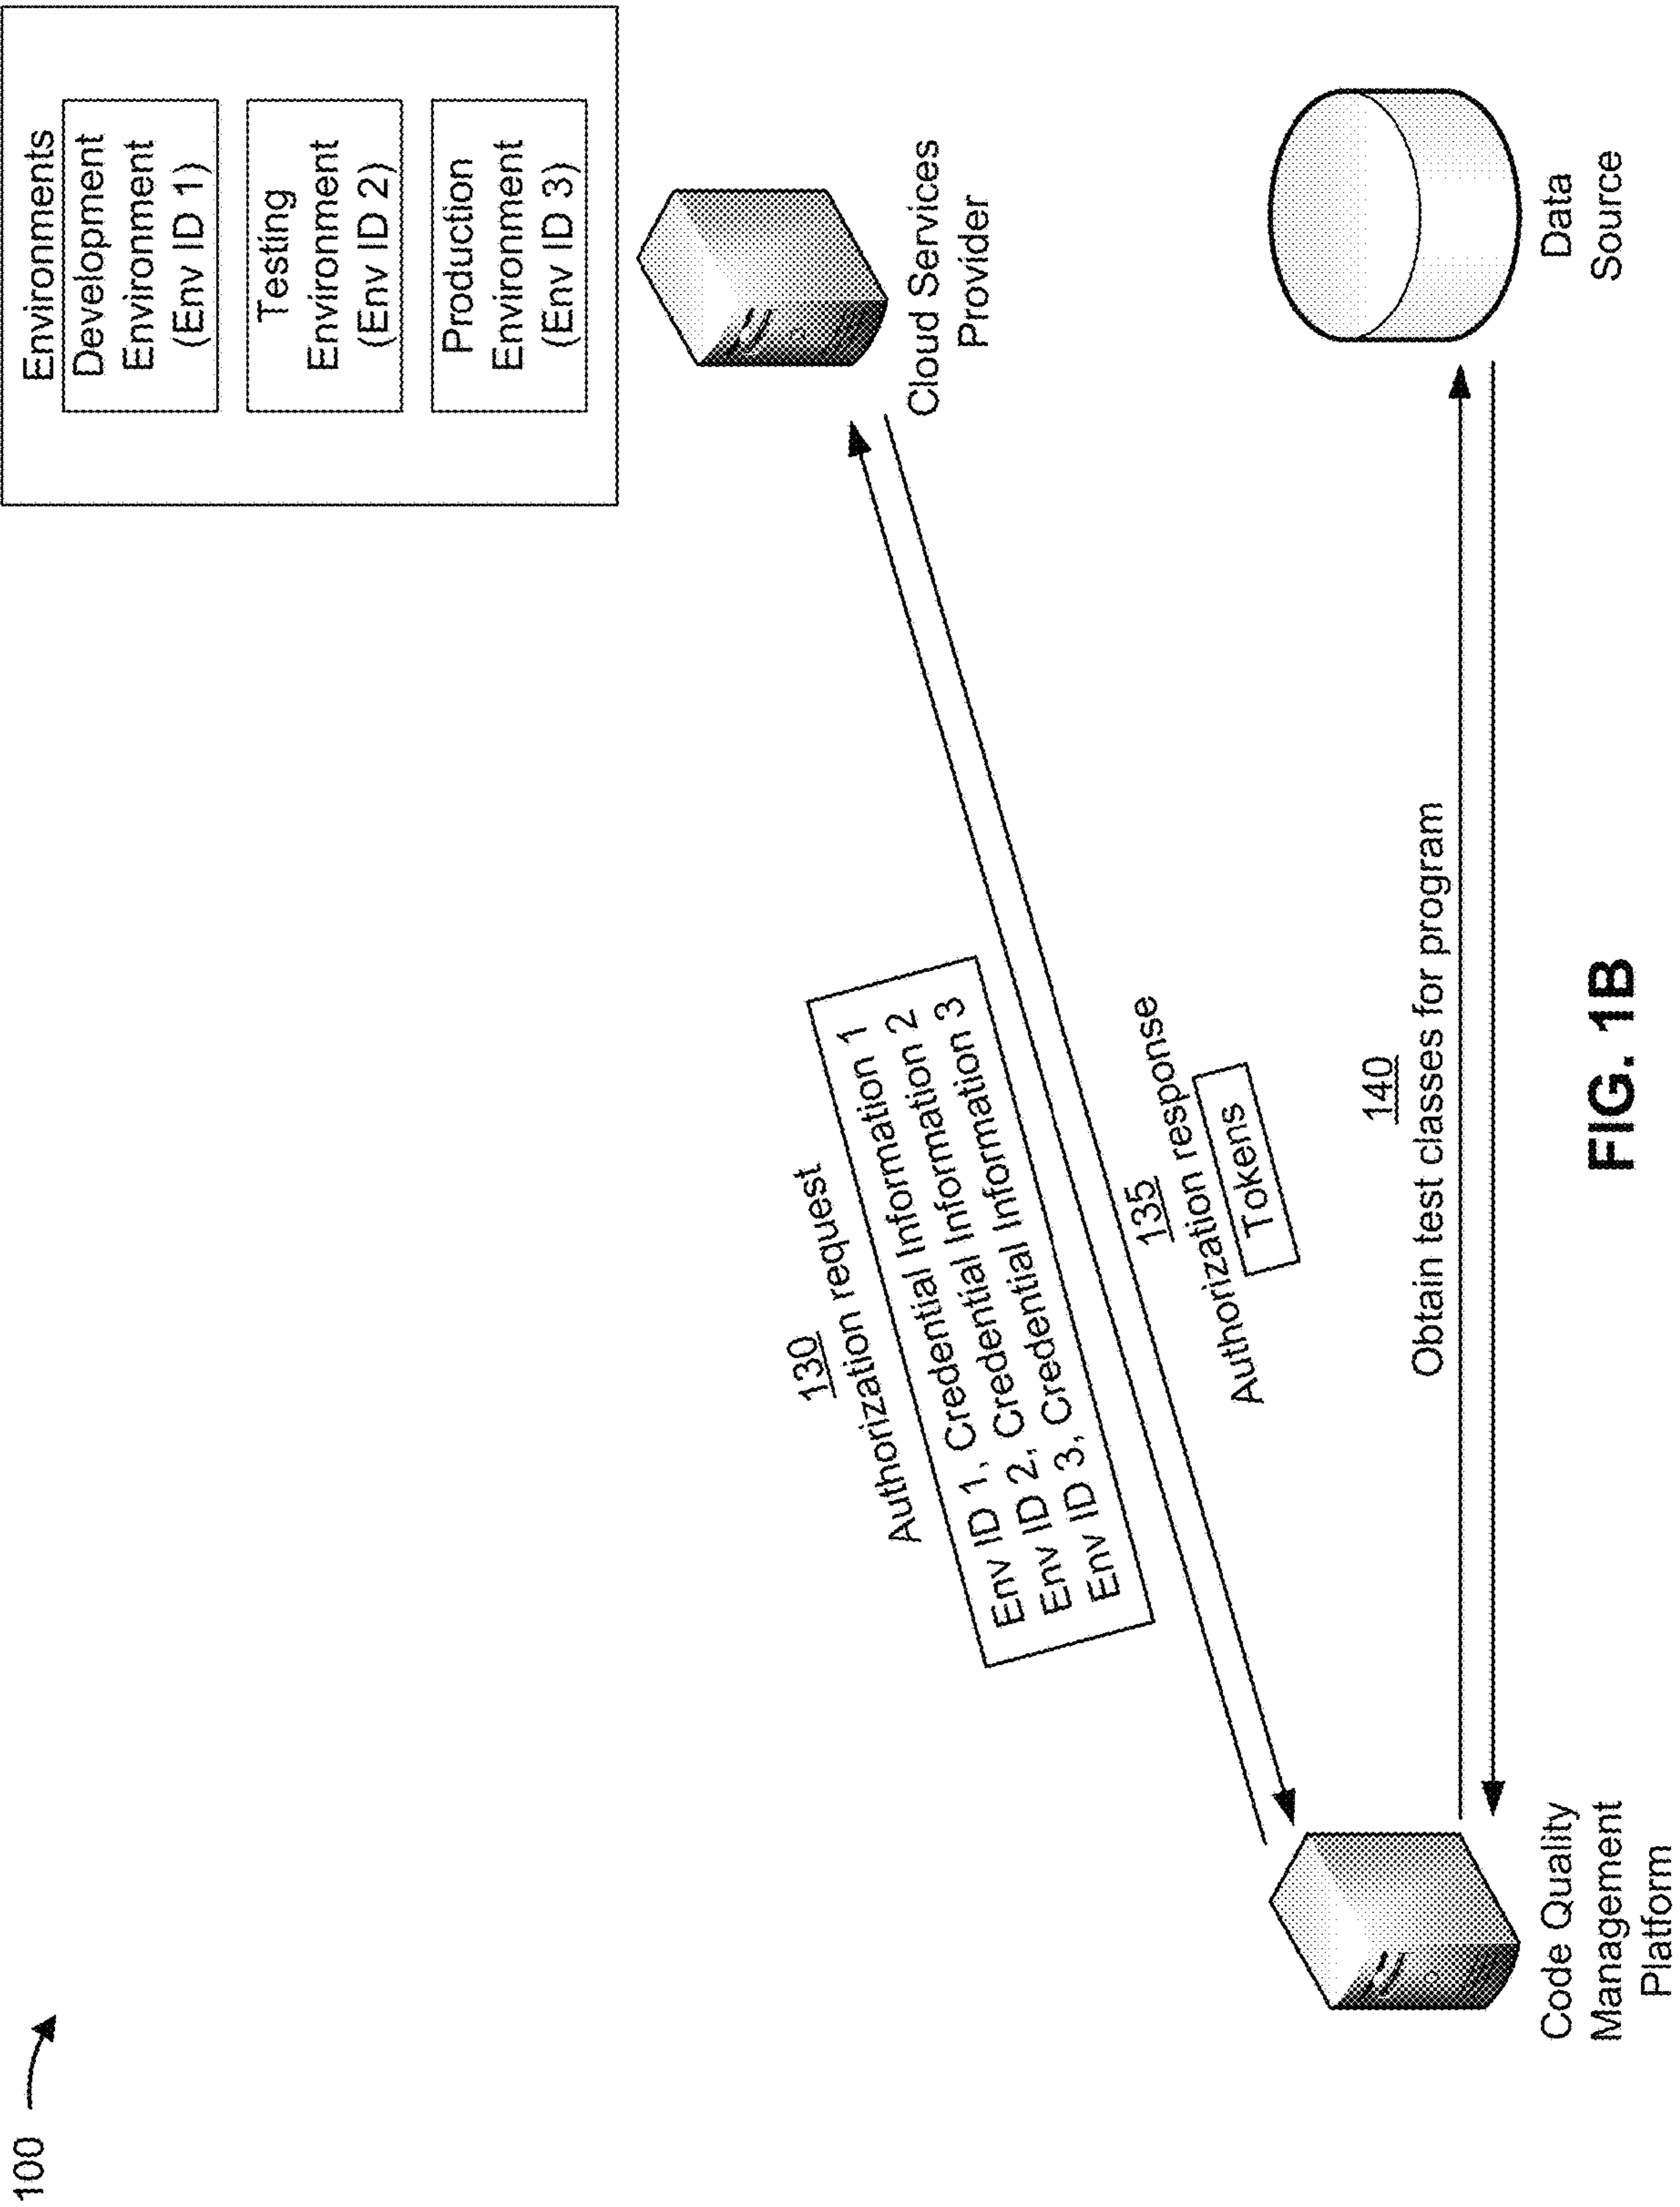 100
Environments
Development
Environment
(Env ID 1)
Testing
Environment
(Env ID 2)
Production
Environment
(Env ID 3)
Cloud Services
Provider
130
Authorization request
Env ID 1, Credential Information 1
Env ID 2, Credential Information 2
Env ID 3, Credential Information 3
135
Authorization response
Tokens
140
Obtain test classes for program
Code Quality
Management
Platform
Data
Source
FIG. 1B